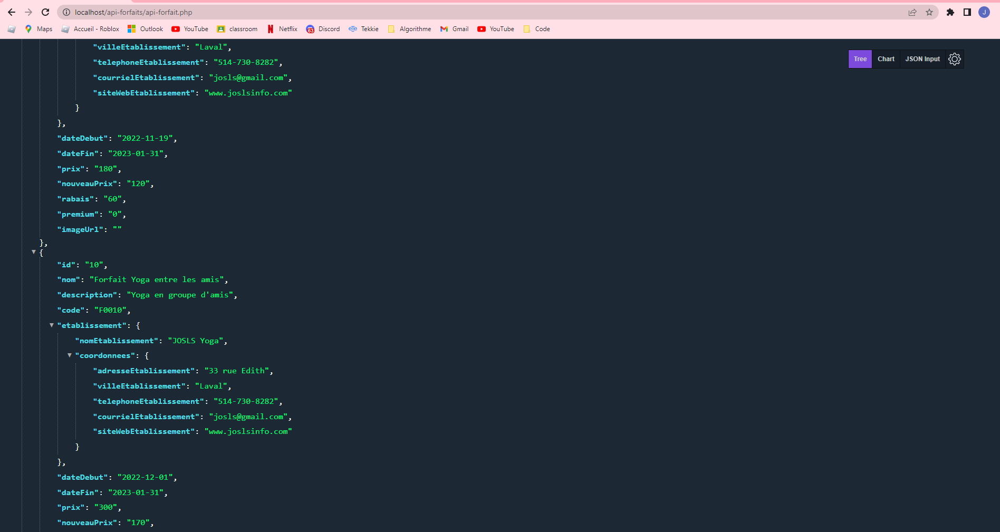 localhost/api-forfaits/api-forfait.php
J
Maps Accueil - Roblox Outlook YouTube classroom Netflix 63 Discord Tekkie Algorithme Gmail YouTube Code
Tree Chart JSON Input
"villeEtablissement": "Laval",
"telephoneEtablissement": "514-730-8282",
"courrielEtablissement": "josls@gmail.com",
"siteWebEtablissement": "www.joslsinfo.com"
}
},
"dateDebut": "2022-11-19",
"dateFin": "2023-01-31",
"prix": "180",
"nouveauPrix": "120",
"rabais": "60",
"premium": "0",
"imageUrl": ""
},
{
"id": "10",
"nom": "Forfait Yoga entre les amis",
"description": "Yoga en groupe d'amis",
"code": "F0010",
"etablissement": {
"nomEtablissement": "JOSLS Yoga",
"coordonnees": {
"adresseEtablissement": "33 rue Edith",
"villeEtablissement": "Laval",
"telephoneEtablissement": "514-730-8282",
"courrielEtablissement": "josls@gmail.com",
"siteWebEtablissement": "www.joslsinfo.com"
}
},
"dateDebut": "2022-12-01",
"dateFin": "2023-01-31",
"prix": "300",
"nouveauPrix": "170",